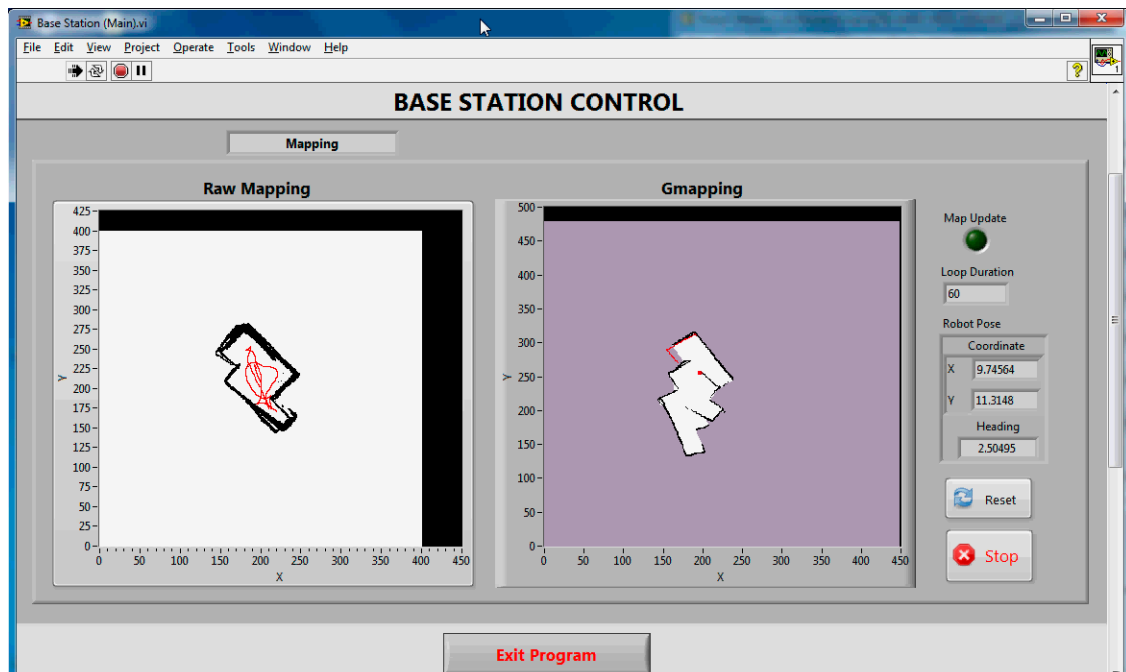 Base Station (Main).vi
File Edit View Project Operate Tools Window Help
1
BASE STATION CONTROL
Mapping
Raw Mapping
425
400
375
350
325
300
275
250
225
200
175
150
125
100
75
50
25
0
Y
0 50 100 150 200 250 300 350 400 450
X
Gmapping
500
450
400
350
300
250
200
150
100
50
0
Y
0 50 100 150 200 250 300 350 400 450
X
Map Update
Loop Duration
60
Robot Pose
Coordinate
X 9.74564
Y 11.3148
Heading
2.50495
Reset
Stop
Exit Program